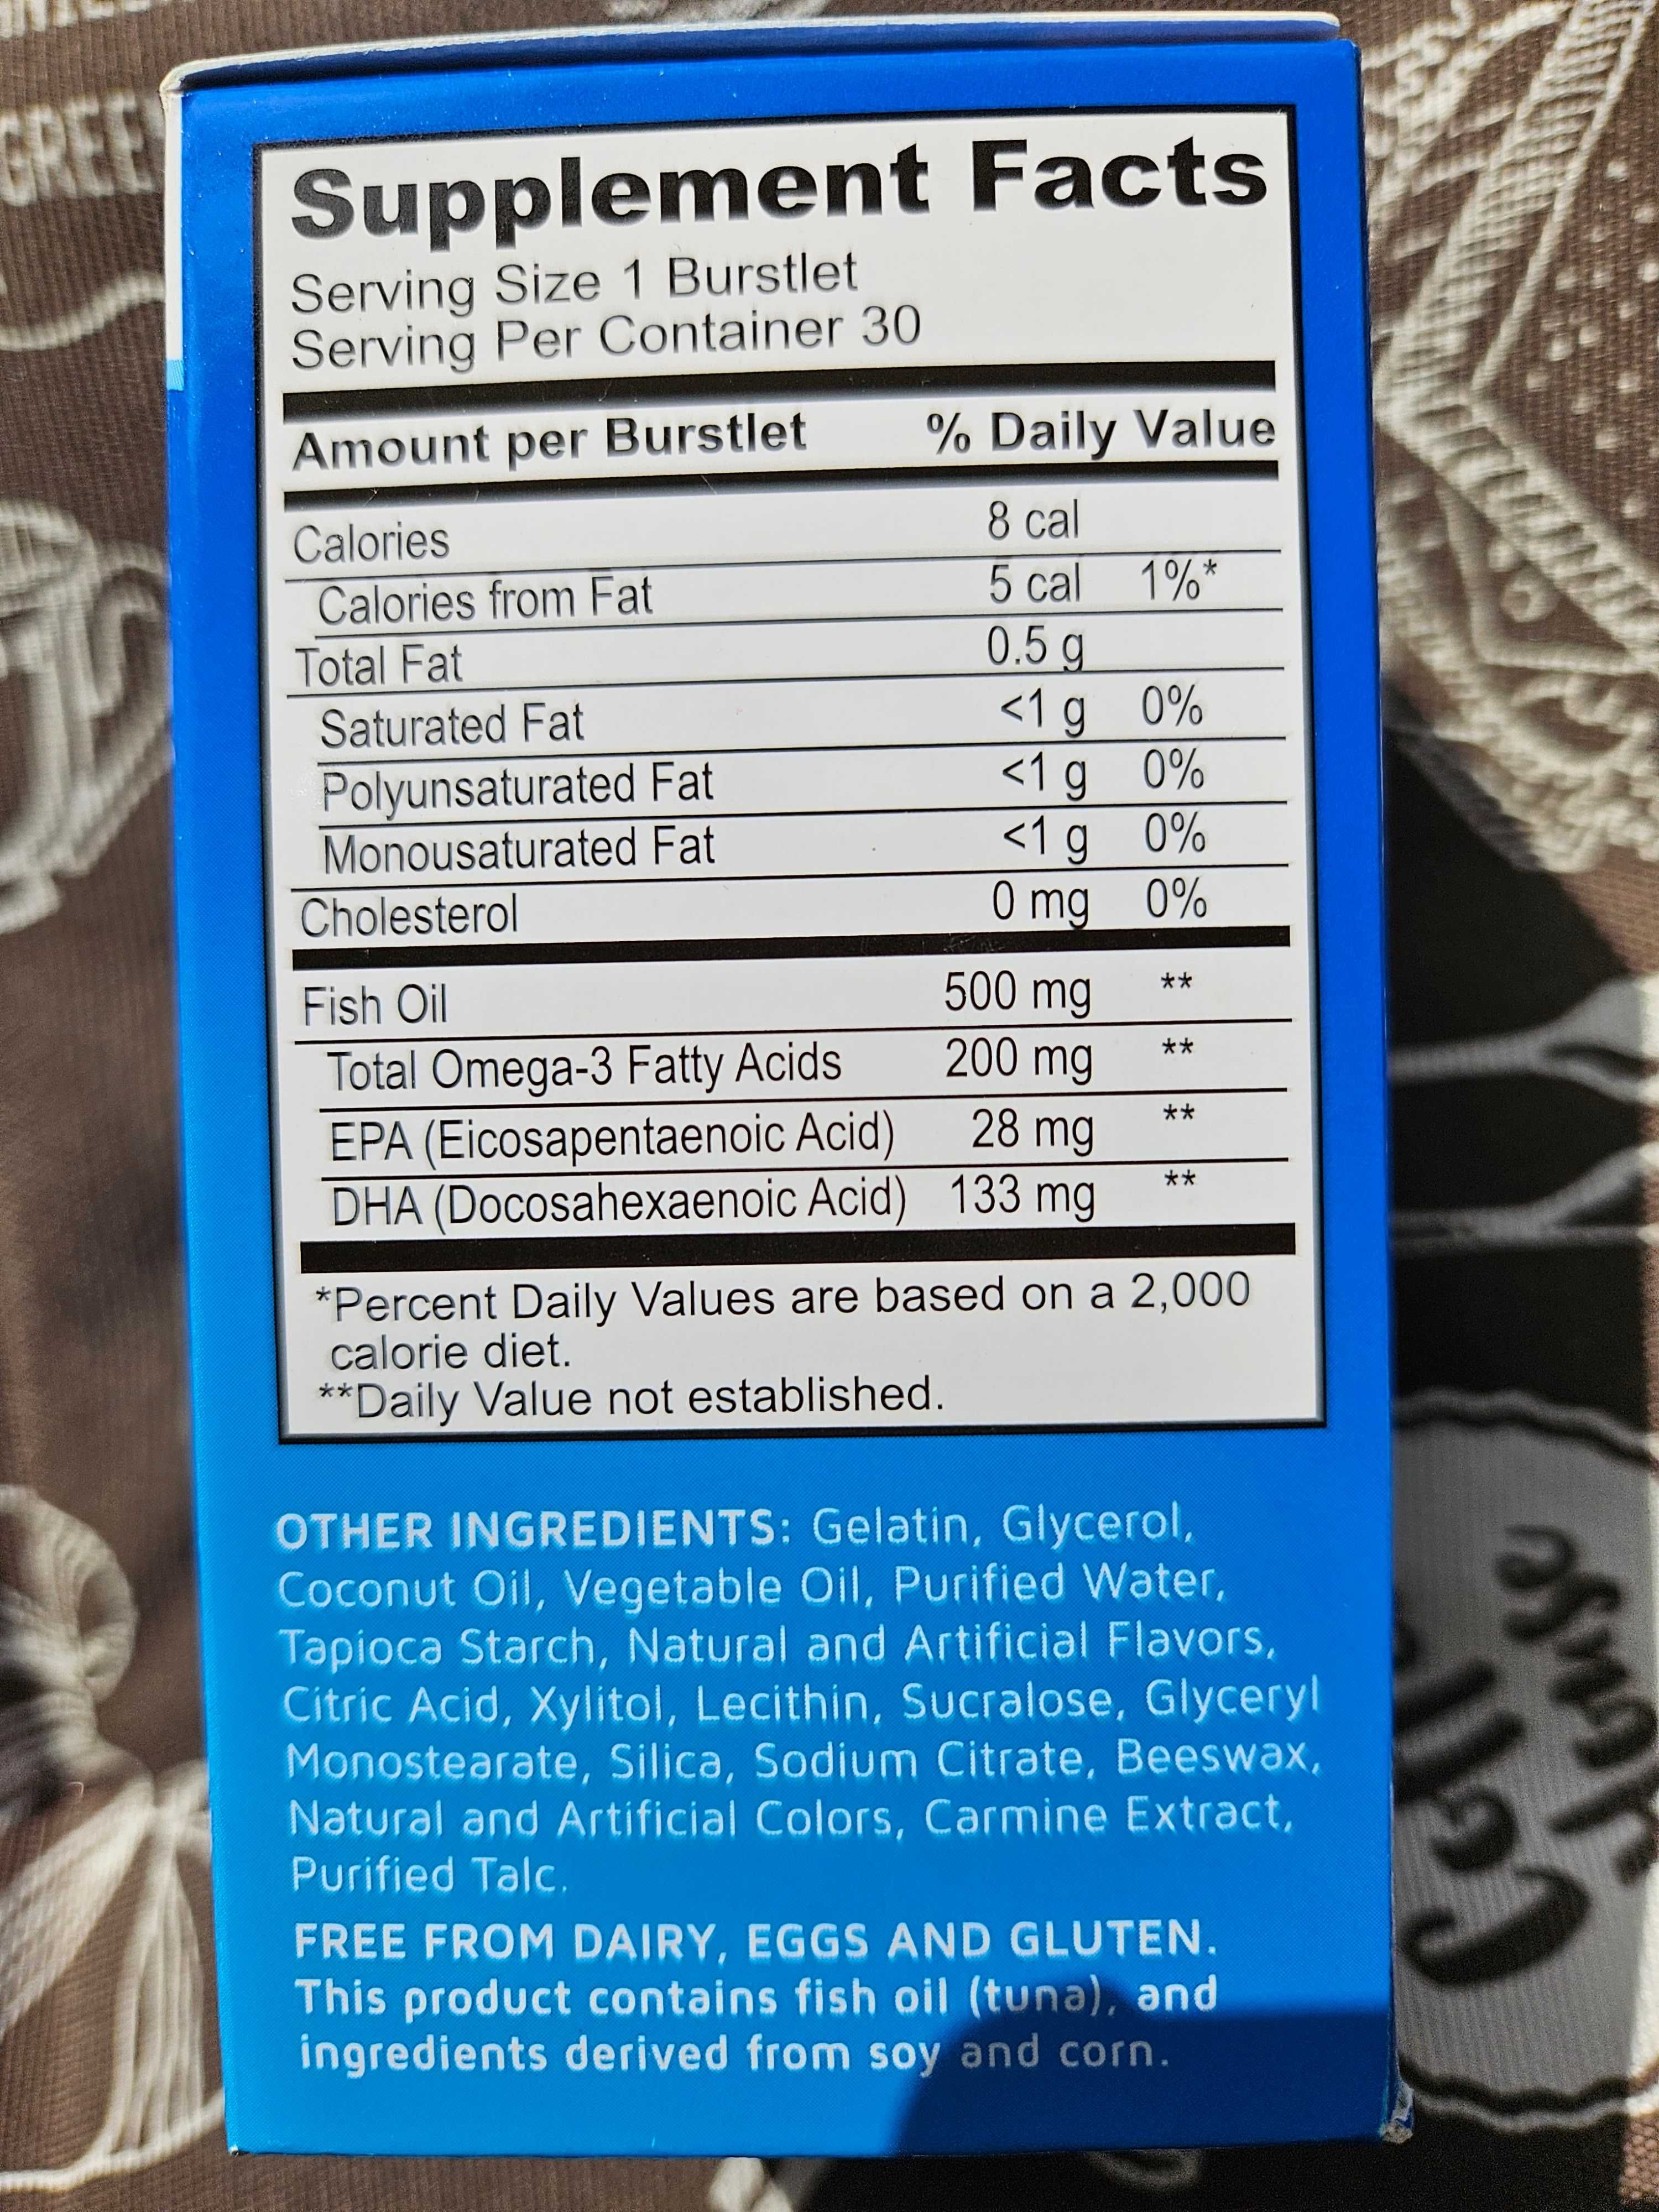 GREE
Supplement Facts
Serving Size 1 Burstlet
Serving Per Container 30
Amount per Burstlet % Daily Value
Calories 8 cal
Calories from Fat 5 cal 1%*
Total Fat 0.5 g
Saturated Fat <1 g 0%
Polyunsaturated Fat <1 g 0%
Monousaturated Fat <1 g 0%
Cholesterol 0 mg 0%
Fish Oil 500 mg **
Total Omega-3 Fatty Acids 200 mg **
EPA (Eicosapentaenoic Acid) 28 mg **
DHA (Docosahexaenoic Acid) 133 mg **
*Percent Daily Values are based on a 2,000
calorie diet.
**Daily Value not established.
OTHER INGREDIENTS: Gelatin, Glycerol,
Coconut Oil, Vegetable Oil, Purified Water,
Tapioca Starch, Natural and Artificial Flavors,
Citric Acid, Xylitol, Lecithin, Sucralose, Glyceryl
Monostearate, Silica, Sodium Citrate, Beeswax,
Natural and Artificial Colors, Carmine Extract,
Purified Talc.
FREE FROM DAIRY, EGGS AND GLUTEN.
This product contains fish oil (tuna), and
ingredients derived from soy and corn.